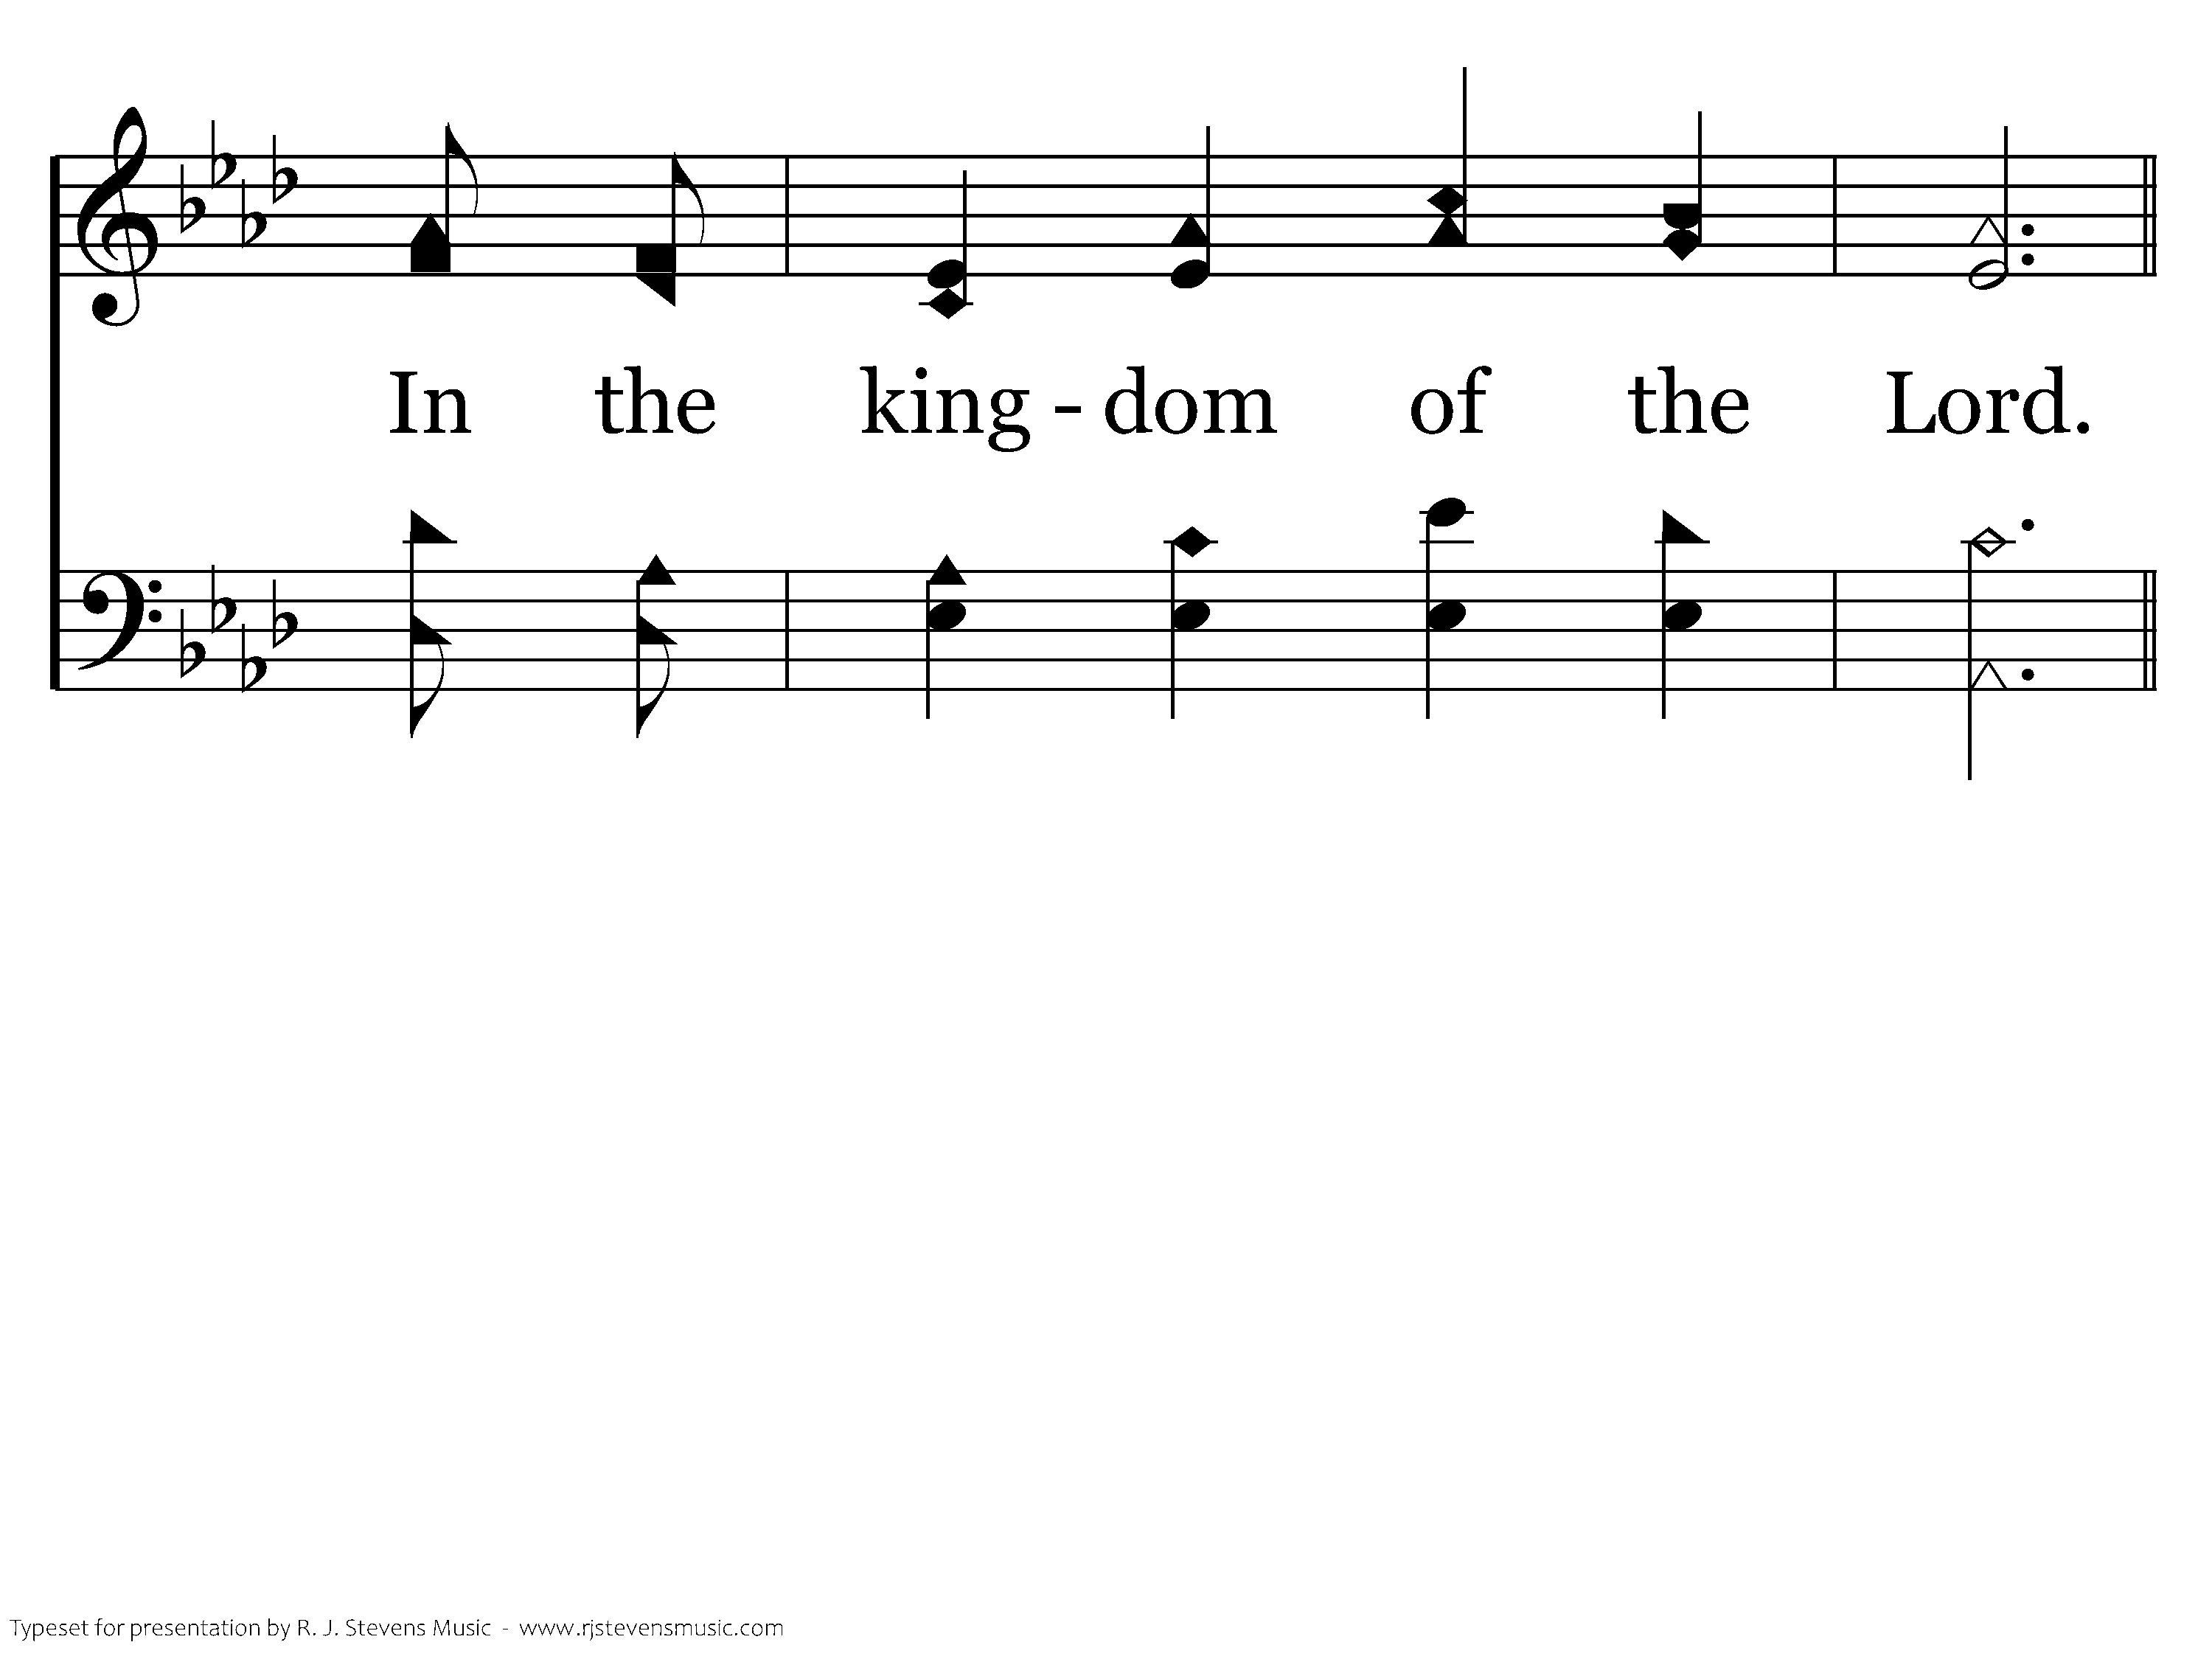 In the king - dom of the Lord.
Typeset for presentation by R. J. Stevens Music - www.rjstevensmusic.com